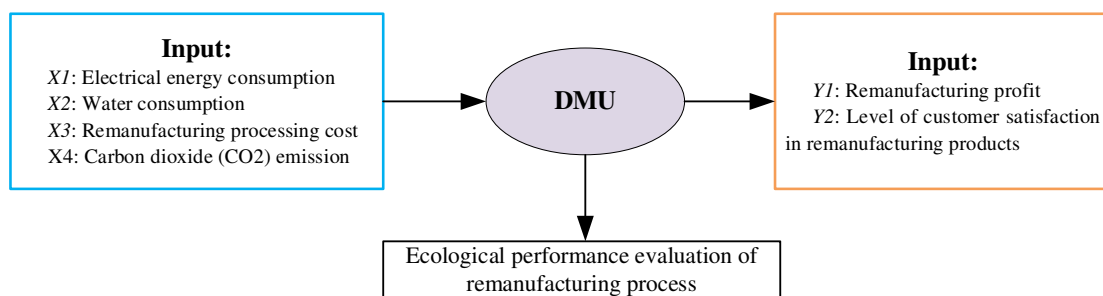 Input:
X1: Electrical energy consumption
X2: Water consumption
X3: Remanufacturing processing cost
X4: Carbon dioxide (CO2) emission
DMU
Input:
Y1: Remanufacturing profit
Y2: Level of customer satisfaction
in remanufacturing products
Ecological performance evaluation of
remanufacturing process